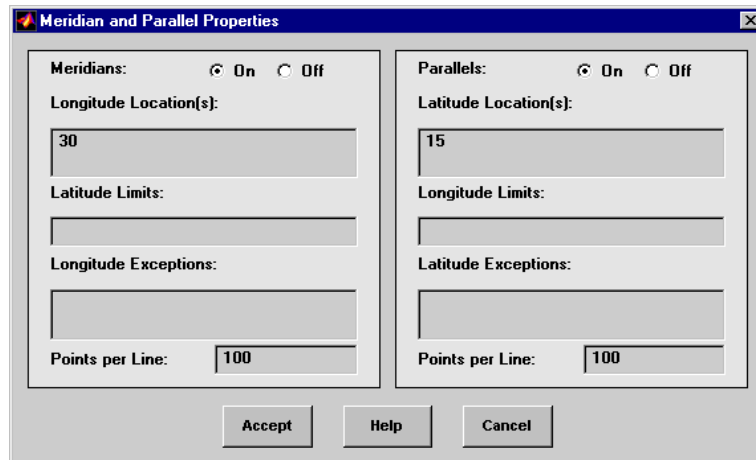 Meridian and Parallel Properties
Meridians: On Off
Longitude Location(s):
30
Latitude Limits:
Longitude Exceptions:
Points per Line: 100
Parallels: On Off
Latitude Location(s):
15
Longitude Limits:
Latitude Exceptions:
Points per Line: 100
Accept Help Cancel